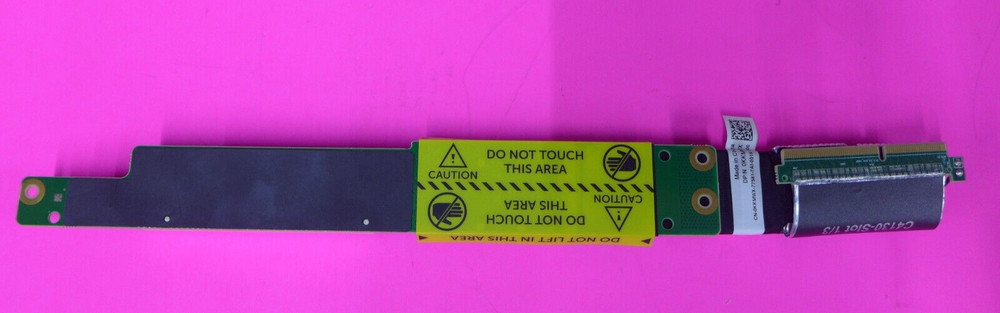 DO NOT TOUCH
THIS AREA
CAUTION
CAUTION
DO NOT TOUCH
THIS AREA
DO NOT LIFT IN THIS AREA
Made in
DP/N
C4130-Slot 1/3